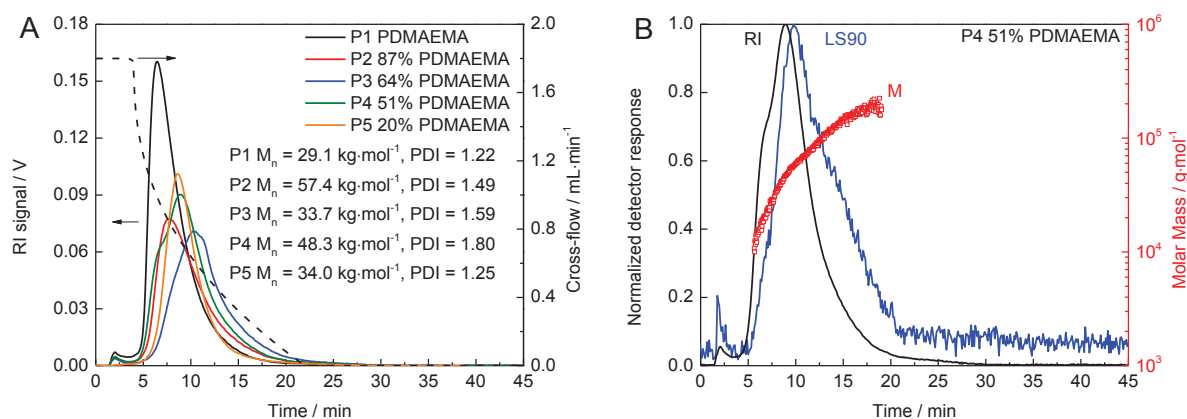 A
P1 PDMAEMA
P2 87% PDMAEMA
P3 64% PDMAEMA
P4 51% PDMAEMA
P5 20% PDMAEMA
P1 Mn = 29.1 kg·mol-1, PDI = 1.22
P2 Mn = 57.4 kg·mol-1, PDI = 1.49
P3 Mn = 33.7 kg·mol-1, PDI = 1.59
P4 Mn = 48.3 kg·mol-1, PDI = 1.80
P5 Mn = 34.0 kg·mol-1, PDI = 1.25
RI signal / V
0.18
0.15
0.12
0.09
0.06
0.03
0.00
Cross-flow / mL·min-1
2.0
1.6
1.2
0.8
0.4
0.0
0 5 10 15 20 25 30 35 40 45
Time / min
B
RI
LS90
P4 51% PDMAEMA
M
Normalized detector response
1.0
0.8
0.6
0.4
0.2
0.0
Molar Mass / g·mol-1
10^6
10^5
10^4
10^3
0 5 10 15 20 25 30 35 40 45
Time / min